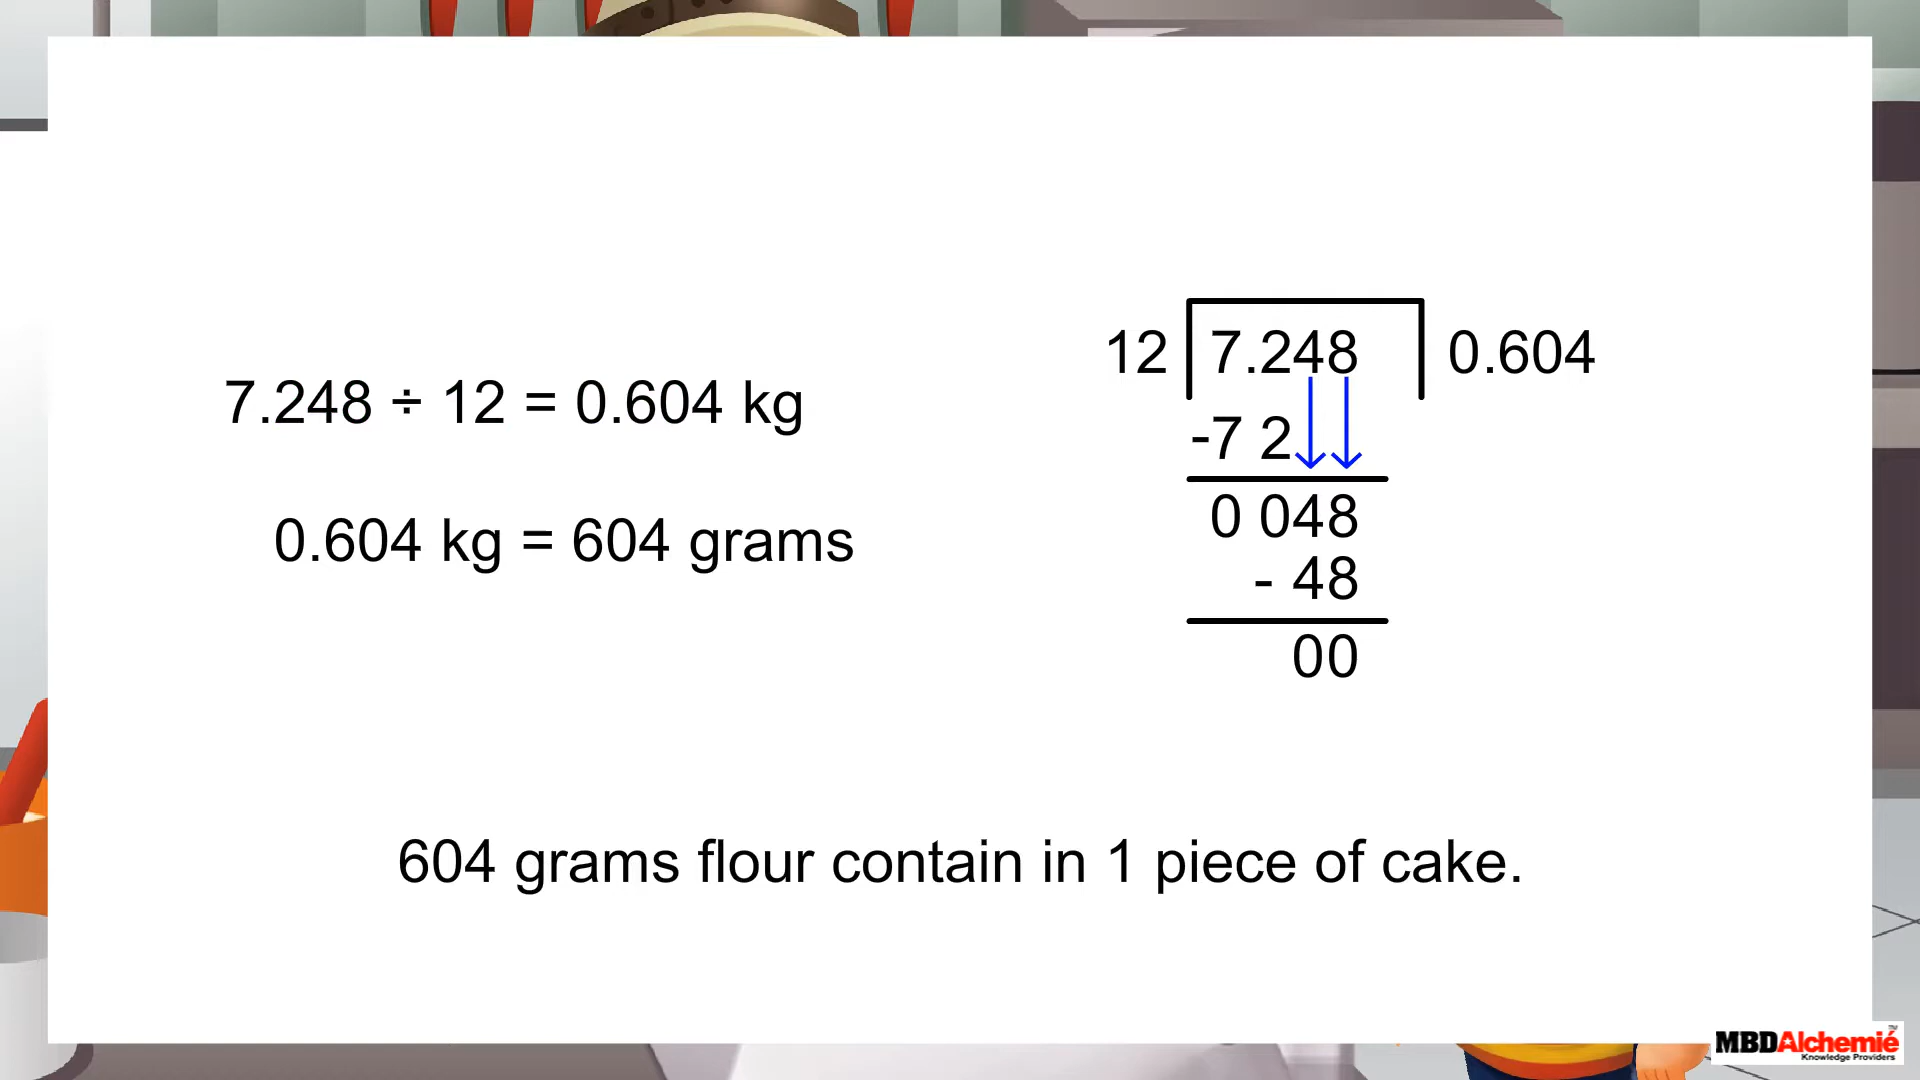 7.248 ÷ 12 = 0.604 kg
0.604 kg = 604 grams
12 7.248 0.604
-7 2
0 048
- 48
00
604 grams flour contain in 1 piece of cake.
MBDAlchemié™
Knowledge Providers